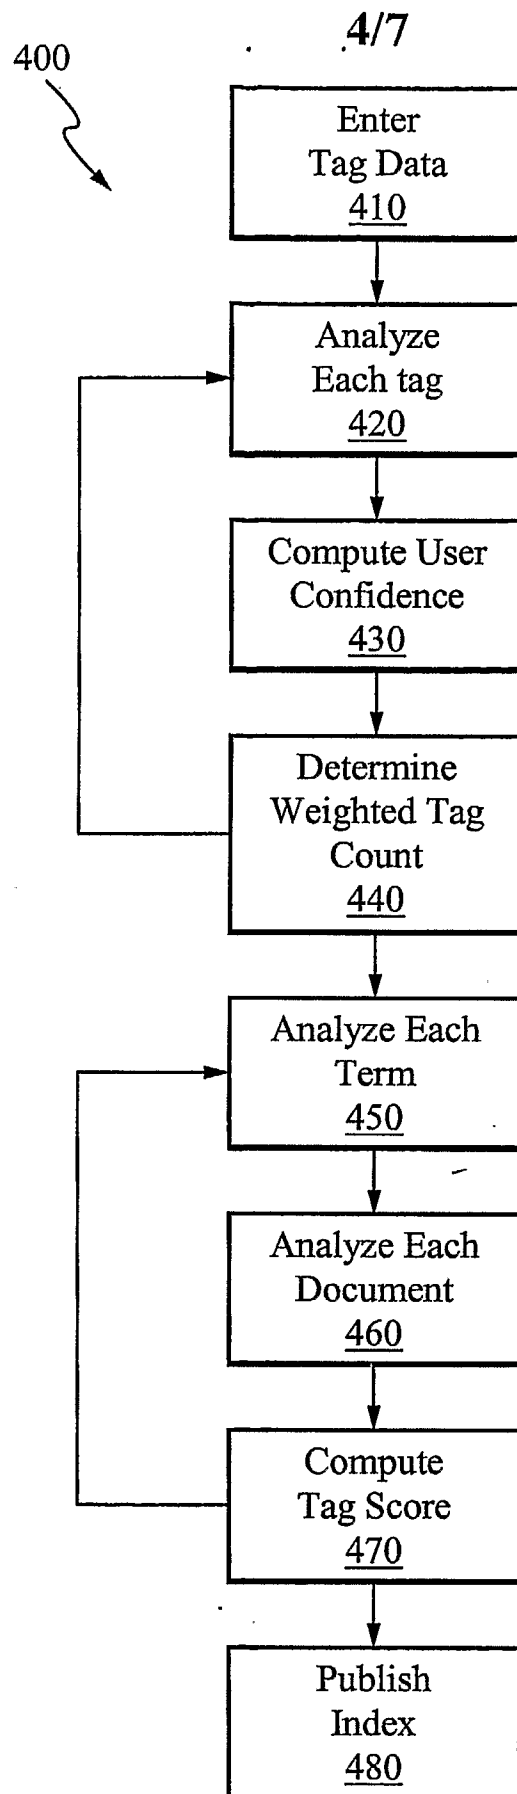 4/7
400
Enter
Tag Data
410
Analyze
Each tag
420
Compute User
Confidence
430
Determine
Weighted Tag
Count
440
Analyze Each
Term
450
Analyze Each
Document
460
Compute
Tag Score
470
Publish
Index
480